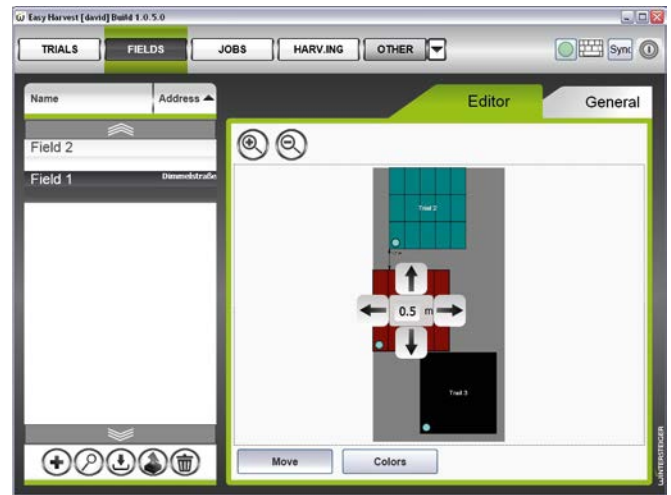 Easy Harvest [david] Build 1.0.5.0
TRIALS
FIELDS
JOBS
HARV.ING
OTHER
Sync
Name
Address
Editor
General
Field 2
Field 1
Dimmelstraße
Trial 2
0.5 m
Trail 3
Move
Colors
WINTERSTEIGER